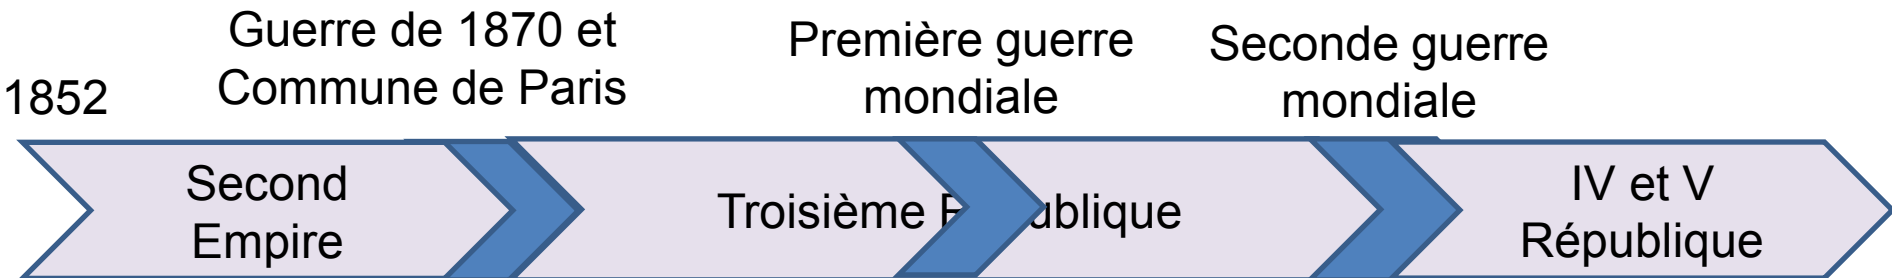 1852
Guerre de 1870 et
Commune de Paris
Première guerre
mondiale
Seconde guerre
mondiale
Second
Empire
Troisième
IV et V
République